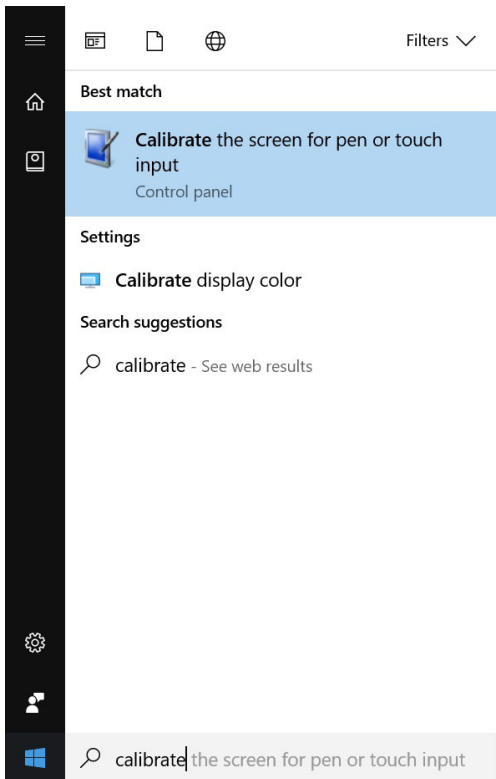 Filters
Best match
Calibrate the screen for pen or touch
input
Control panel
Settings
Calibrate display color
Search suggestions
calibrate - See web results
calibrate the screen for pen or touch input